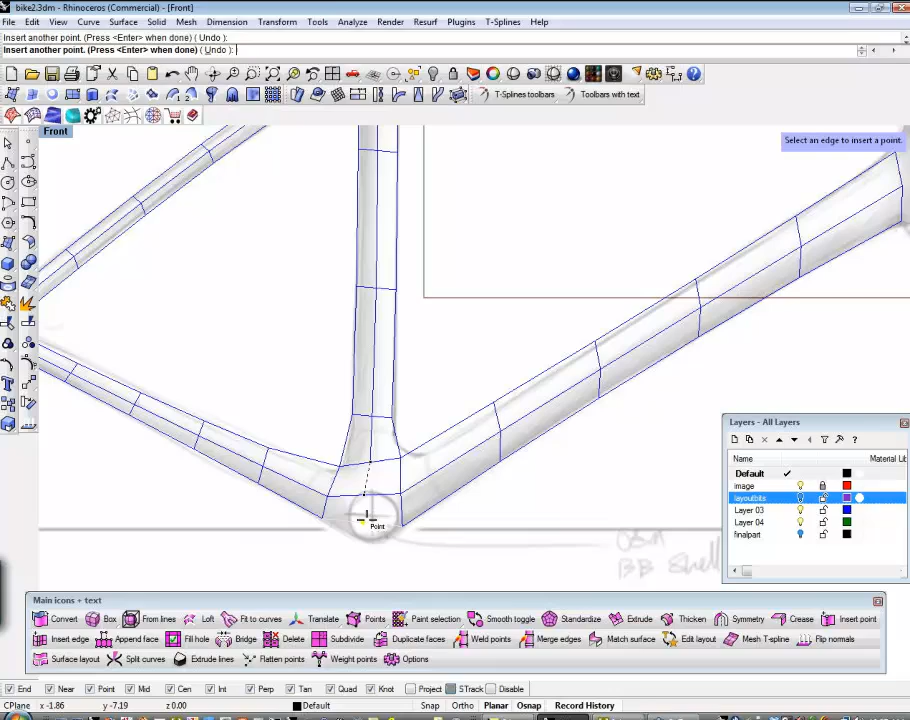 bike2.3dm - Rhinoceros (Commercial) - [Front]
File Edit View Curve Surface Solid Mesh Dimension Transform Tools Analyze Render Resurf Plugins T-Splines Help
Insert another point. (Press <Enter> when done) ( Undo ):
Insert another point. (Press <Enter> when done) ( Undo ):
T-Splines toolbars Toolbars with text
Front
Select an edge to insert a point.
Point
BB Shell
Layers - All Layers
Name Material Lib
Default
image
layoutbits
Layer 03
Layer 04
finalpart
Main icons + text
Convert Box From lines Loft Fit to curves Translate Points Paint selection Smooth toggle Standardize Extrude Thicken Symmetry Crease Insert point
Insert edge Append face Fill hole Bridge Delete Subdivide Duplicate faces Weld points Merge edges Match surface Edit layout Mesh T-spline Flip normals
Surface layout Split curves Extrude lines Flatten points Weight points Options
End Near Point Mid Cen Int Perp Tan Quad Knot Project STrack Disable
CPlane x -1.86 y -7.19 z 0.00 Default Snap Ortho Planar Osnap Record History